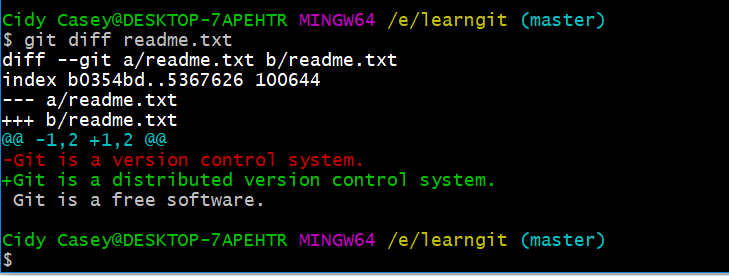 Cidy Casey@DESKTOP-7APEHTR MINGW64 /e/learngit (master)
$ git diff readme.txt
diff --git a/readme.txt b/readme.txt
index b0354bd..5367626 100644
--- a/readme.txt
+++ b/readme.txt
@@ -1,2 +1,2 @@
-Git is a version control system.
+Git is a distributed version control system.
 Git is a free software.
Cidy Casey@DESKTOP-7APEHTR MINGW64 /e/learngit (master)
$